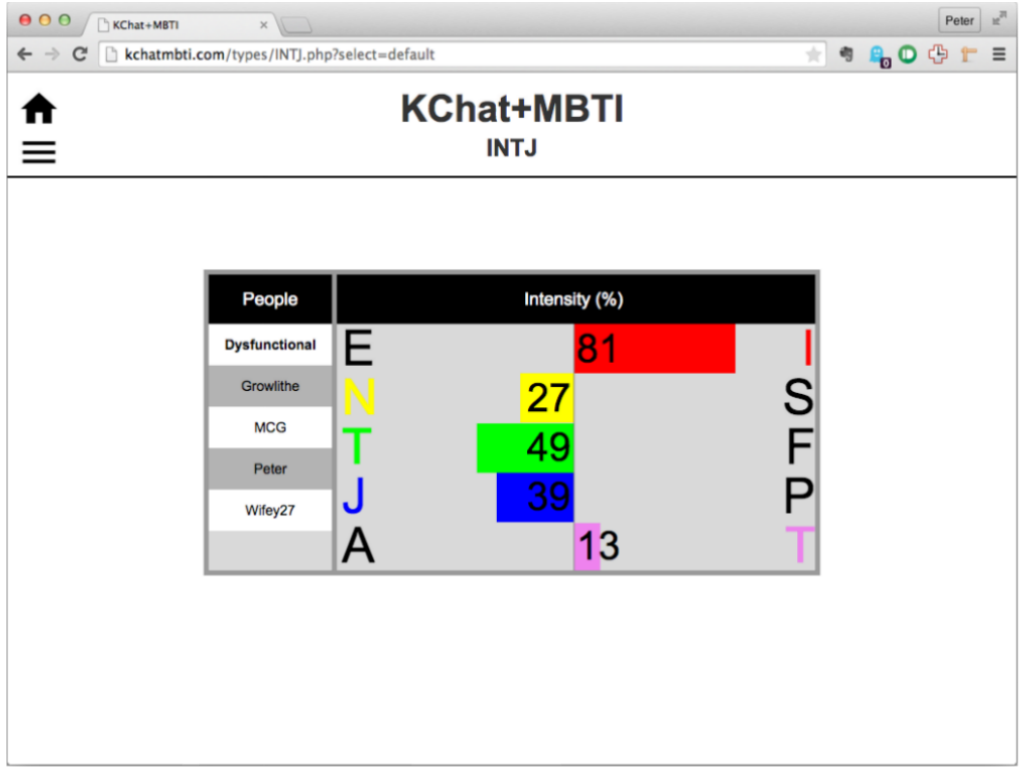 KChat+MBTI
Peter
kchatmbti.com/types/INTJ.php?select=default
0
KChat+MBTI
INTJ
People
Intensity (%)
Dysfunctional
Growlithe
MCG
Peter
Wifey27
E 81 I
N 27 S
T 49 F
J 39 P
A 13 T